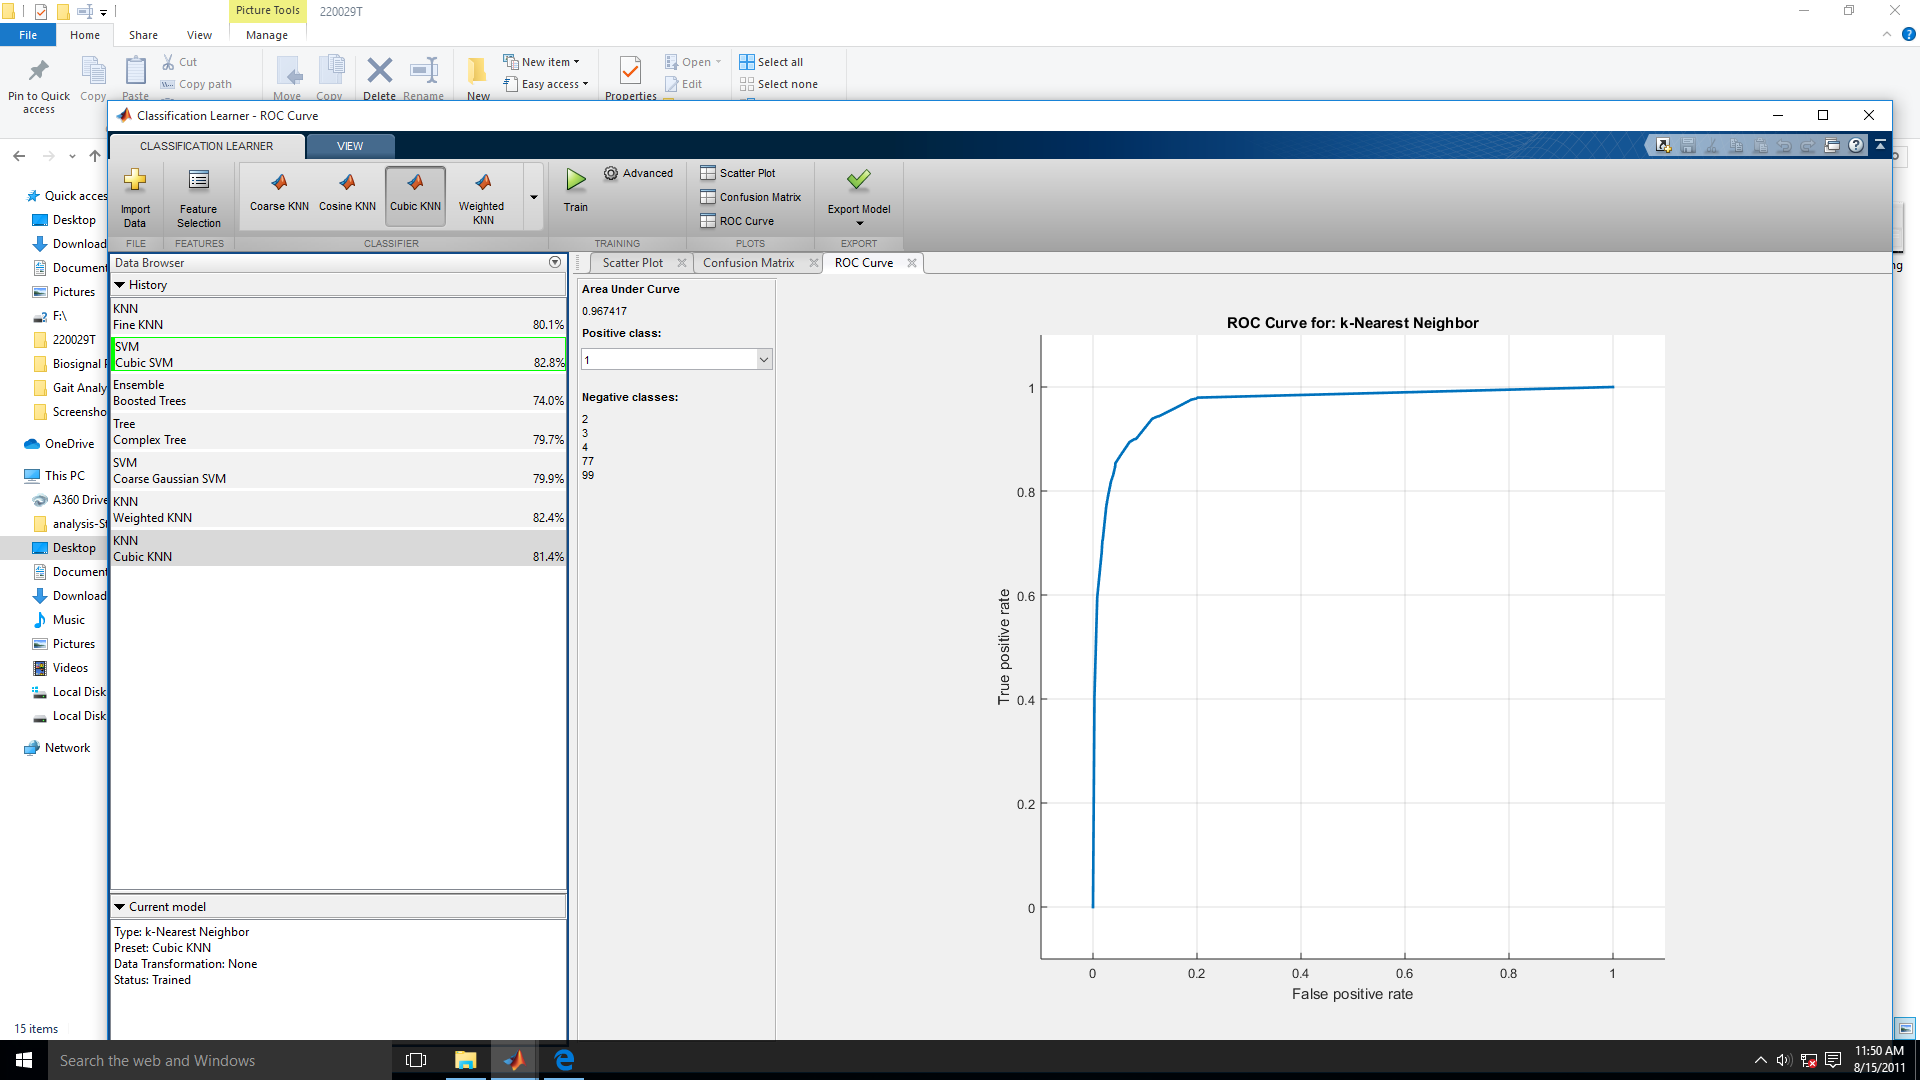 Picture Tools
220029T
File
Home
Share
View
Manage
Pin to Quick access
Copy
Paste
Cut
Copy path
Move
Copy
Delete
Rename
New
New item
Easy access
Properties
Open
Edit
Select all
Select none
Classification Learner - ROC Curve
CLASSIFICATION LEARNER
VIEW
Import Data
Feature Selection
Coarse KNN
Cosine KNN
Cubic KNN
Weighted KNN
Train
Advanced
Scatter Plot
Confusion Matrix
ROC Curve
Export Model
FILE
FEATURES
CLASSIFIER
TRAINING
PLOTS
EXPORT
Quick acces
Desktop
Download
Document
Pictures
F:\
220029T
Biosignal
Gait Analy
Screensho
OneDrive
This PC
A360 Drive
analysis-St
Desktop
Document
Download
Music
Pictures
Videos
Local Disk
Local Disk
Network
15 items
Data Browser
History
KNN
Fine KNN 80.1%
SVM
Cubic SVM 82.8%
Ensemble
Boosted Trees 74.0%
Tree
Complex Tree 79.7%
SVM
Coarse Gaussian SVM 79.9%
KNN
Weighted KNN 82.4%
KNN
Cubic KNN 81.4%
Current model
Type: k-Nearest Neighbor
Preset: Cubic KNN
Data Transformation: None
Status: Trained
Scatter Plot
Confusion Matrix
ROC Curve
Area Under Curve
0.967417
Positive class:
1
Negative classes:
2
3
4
77
99
ROC Curve for: k-Nearest Neighbor
True positive rate
1
0.8
0.6
0.4
0.2
0
0 0.2 0.4 0.6 0.8 1
False positive rate
ng
Search the web and Windows
11:50 AM
8/15/2011